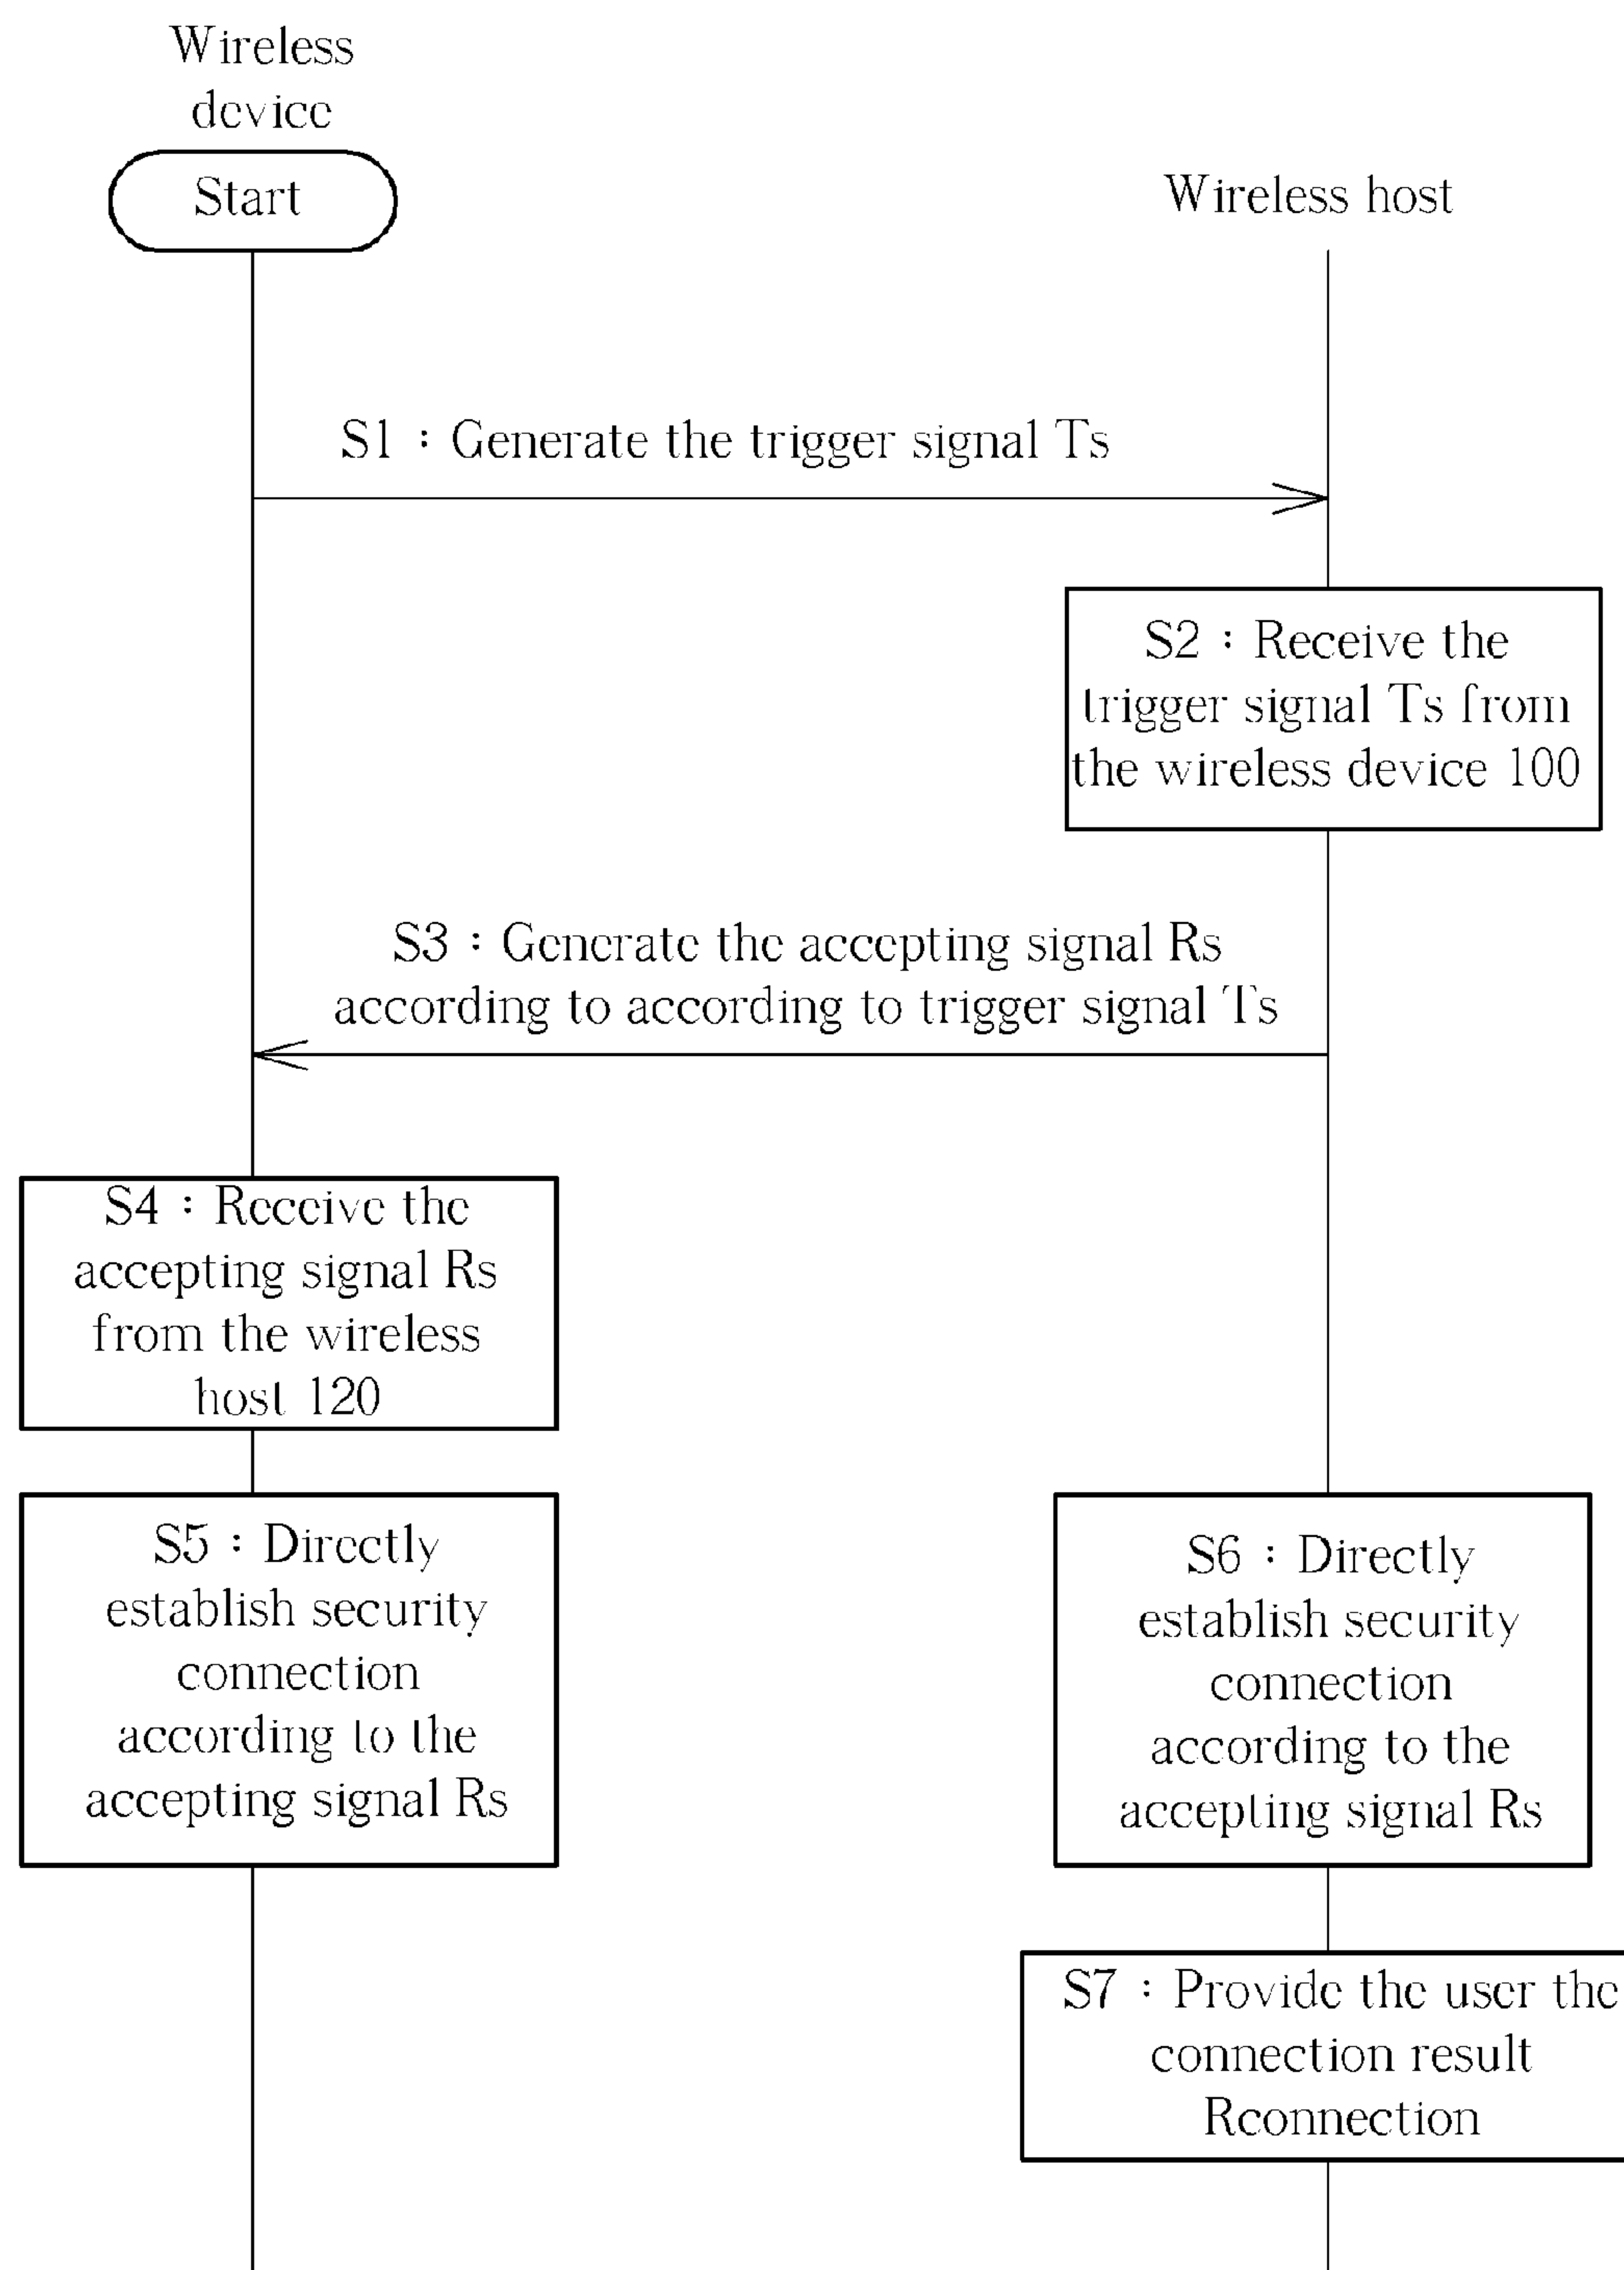 Wireless
device
Start
Wireless host
S1 : Generate the trigger signal Ts
S2 : Receive the
trigger signal Ts from
the wireless device 100
S3 : Generate the accepting signal Rs
according to according to trigger signal Ts
S4 : Receive the
accepting signal Rs
from the wireless
host 120
S5 : Directly
establish security
connection
according to the
accepting signal Rs
S6 : Directly
establish security
connection
according to the
accepting signal Rs
S7 : Provide the user the
connection result
Rconnection